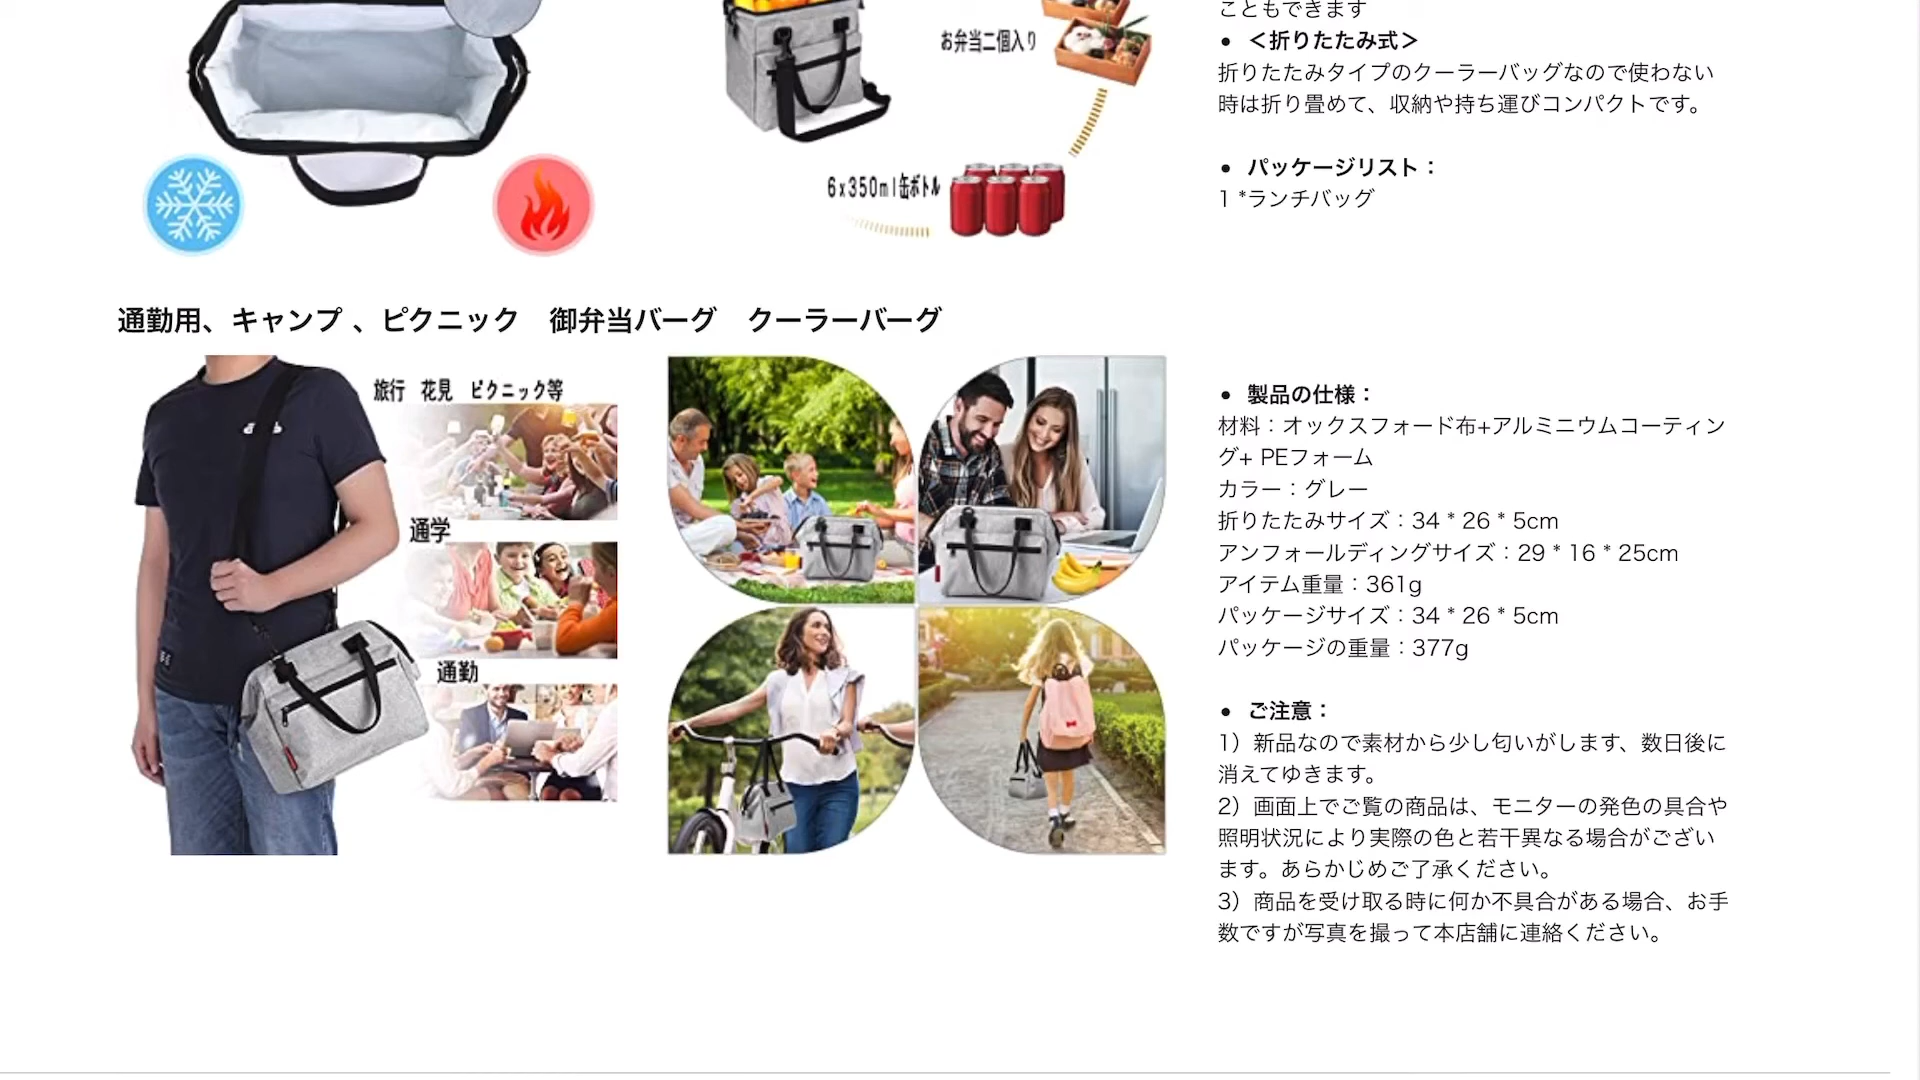 お弁当二個入り
6x350ml缶ボトル
こともできます
• ＜折りたたみ式＞
折りたたみタイプのクーラーバッグなので使わない
時は折り畳めて、収納や持ち運びコンパクトです。
• パッケージリスト：
1 *ランチバッグ
通勤用、キャンプ 、ピクニック　御弁当バーグ　クーラーバーグ
旅行　花見　ピクニック等
通学
通勤
• 製品の仕様：
材料：オックスフォード布+アルミニウムコーティン
グ+ PEフォーム
カラー：グレー
折りたたみサイズ：34 * 26 * 5cm
アンフォールディングサイズ：29 * 16 * 25cm
アイテム重量：361g
パッケージサイズ：34 * 26 * 5cm
パッケージの重量：377g
• ご注意：
1）新品なので素材から少し匂いがします、数日後に
消えてゆきます。
2）画面上でご覧の商品は、モニターの発色の具合や
照明状況により実際の色と若干異なる場合がござい
ます。あらかじめご了承ください。
3）商品を受け取る時に何か不具合がある場合、お手
数ですが写真を撮って本店舗に連絡ください。